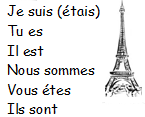 Je suis (étais)
Tu es
Il est
Nous sommes
Vous étes
Ils sont